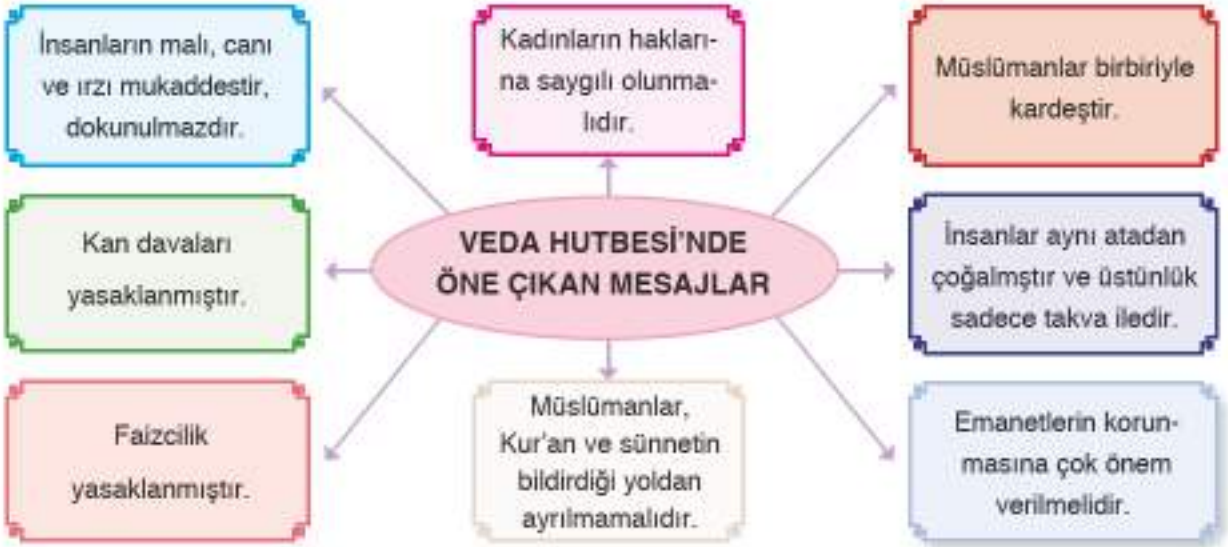 İnsanların malı, canı
ve ırzı mukaddestir,
dokunulmazdır.
Kadınların hakları-
na saygılı olunma-
lıdır.
Müslümanlar birbiriyle
kardeştir.
Kan davaları
yasaklanmıştır.
VEDA HUTBESİ'NDE
ÖNE ÇIKAN MESAJLAR
İnsanlar aynı atadan
çoğalmştır ve üstünlük
sadece takva iledir.
Faizcilik
yasaklanmıştır.
Müslümanlar,
Kur'an ve sünnetin
bildirdiği yoldan
ayrılmamalıdır.
Emanetlerin korun-
masına çok önem
verilmelidir.